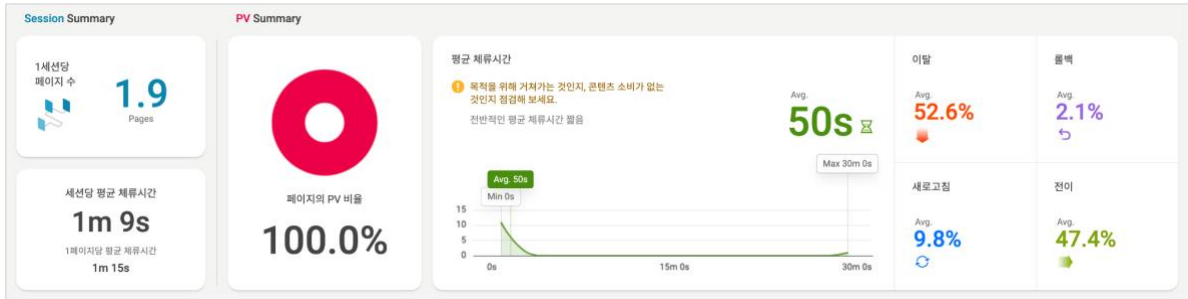 Session Summary
PV Summary
1세션당
페이지 수
1.9
Pages
세션당 평균 체류시간
1m 9s
1페이지당 평균 체류시간
1m 15s
페이지의 PV 비율
100.0%
평균 체류시간
목적을 위해 거쳐가는 것인지, 콘텐츠 소비가 없는
것인지 점검해 보세요.
전반적인 평균 체류시간 짧음
Avg.
50s
Max 30m 0s
Avg. 50s
Min 0s
15
10
5
0
0s
15m 0s
30m 0s
이탈
Avg.
52.6%
롤백
Avg.
2.1%
새로고침
Avg.
9.8%
전이
Avg.
47.4%